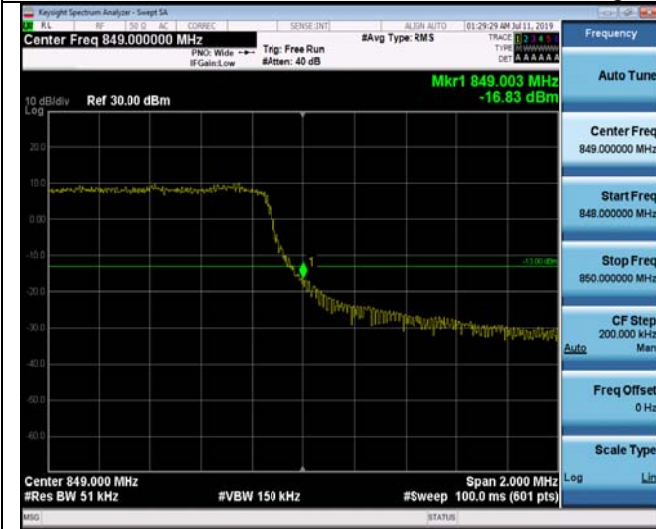 Keysight Spectrum Analyzer - Swept SA
RL RF 50 Ω AC CORREC SENSE:INT ALIGN AUTO 01:29:29 AM Jul 11, 2019
Center Freq 849.000000 MHz
PNO: Wide
IFGain:Low
Trig: Free Run
#Atten: 40 dB
#Avg Type: RMS
TRACE 1 2 3 4 5 6
TYPE M WWWWW
DET A A A A A A
Mkr1 849.003 MHz
-16.83 dBm
10 dB/div Ref 30.00 dBm
Log
20.0
10.0
0.00
-10.0
-20.0
-30.0
-40.0
-50.0
-60.0
1
-13.00 dBm
Center 849.000 MHz
#Res BW 51 kHz
#VBW 150 kHz
Span 2.000 MHz
#Sweep 100.0 ms (601 pts)
MSG
STATUS
Frequency
Auto Tune
Center Freq
849.000000 MHz
Start Freq
848.000000 MHz
Stop Freq
850.000000 MHz
CF Step
200.000 kHz
Auto Man
Freq Offset
0 Hz
Scale Type
Log Lin